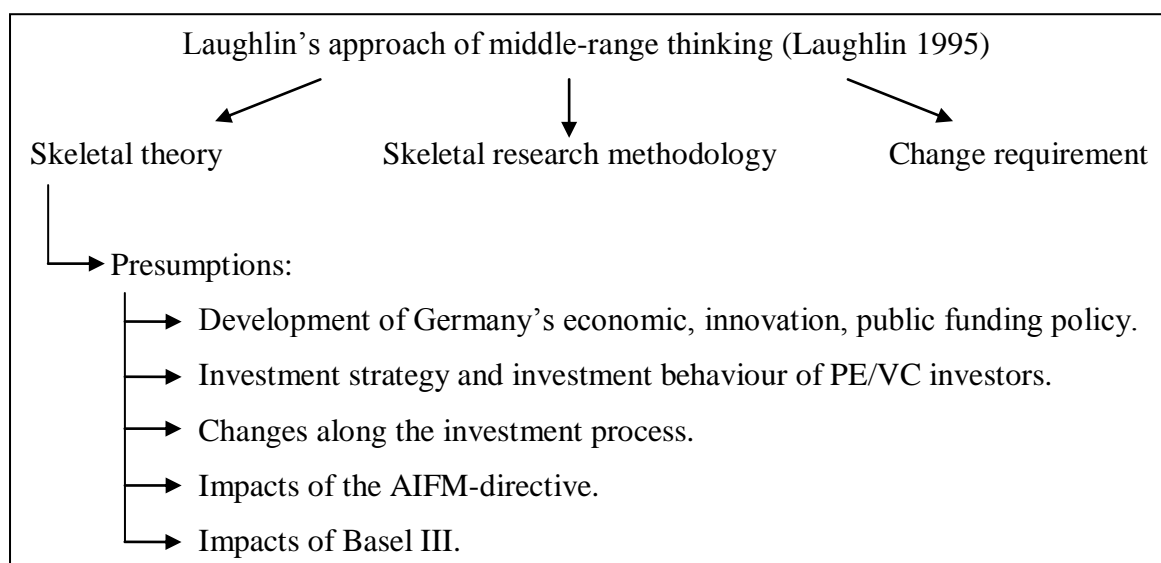 Laughlin’s approach of middle-range thinking (Laughlin 1995)
Skeletal theory Skeletal research methodology Change requirement
Presumptions:
Development of Germany’s economic, innovation, public funding policy.
Investment strategy and investment behaviour of PE/VC investors.
Changes along the investment process.
Impacts of the AIFM-directive.
Impacts of Basel III.